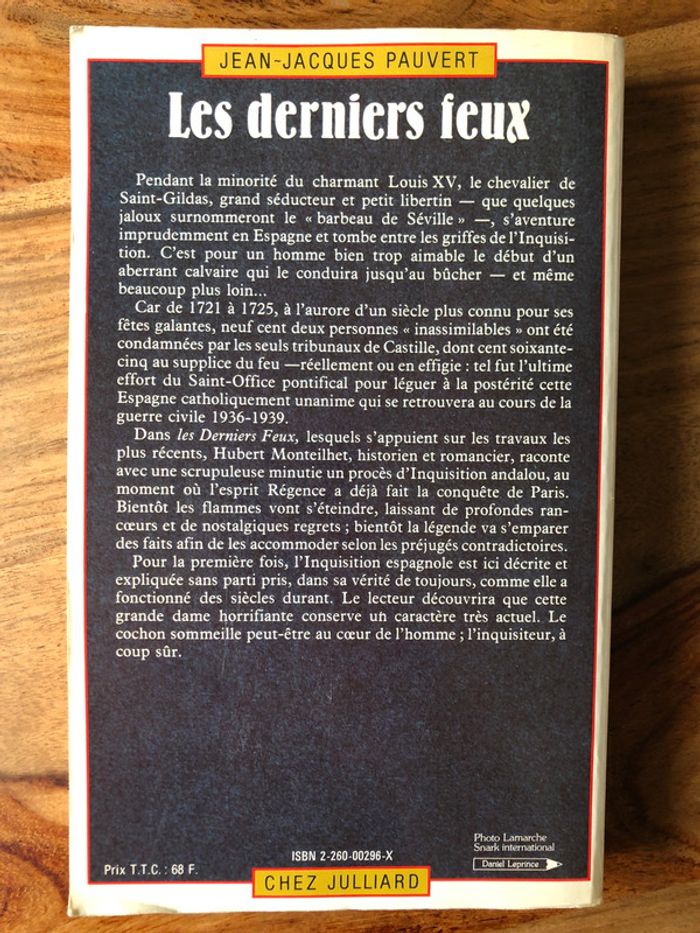 JEAN-JACQUES PAUVERT
Les derniers feux
Pendant la minorité du charmant Louis XV, le chevalier de
Saint-Gildas, grand séducteur et petit libertin — que quelques
jaloux surnommeront le « barbeau de Séville » —, s'aventure
imprudemment en Espagne et tombe entre les griffes de l'Inquisi-
tion. C'est pour un homme bien trop aimable le début d'un
aberrant calvaire qui le conduira jusqu'au bûcher — et même
beaucoup plus loin...
Car de 1721 à 1725, à l'aurore d'un siècle plus connu pour ses
fêtes galantes, neuf cent deux personnes « inassimilables » ont été
condamnées par les seuls tribunaux de Castille, dont cent soixante-
cinq au supplice du feu —réellement ou en effigie : tel fut l'ultime
effort du Saint-Office pontifical pour léguer à la postérité cette
Espagne catholiquement unanime qui se retrouvera au cours de la
guerre civile 1936-1939.
Dans les Derniers Feux, lesquels s'appuient sur les travaux les
plus récents, Hubert Monteilhet, historien et romancier, raconte
avec une scrupuleuse minutie un procès d'Inquisition andalou, au
moment où l'esprit Régence a déjà fait la conquête de Paris.
Bientôt les flammes vont s'éteindre, laissant de profondes ran-
cœurs et de nostalgiques regrets ; bientôt la légende va s'emparer
des faits afin de les accommoder selon les préjugés contradictoires.
Pour la première fois, l'Inquisition espagnole est ici décrite et
expliquée sans parti pris, dans sa vérité de toujours, comme elle a
fonctionné des siècles durant. Le lecteur découvrira que cette
grande dame horrifiante conserve un caractère très actuel. Le
cochon sommeille peut-être au cœur de l'homme ; l'inquisiteur, à
coup sûr.
Photo Lamarche
Snark international
Daniel Leprince
ISBN 2-260-00296-X
Prix T.T.C. : 68 F.
CHEZ JULLIARD